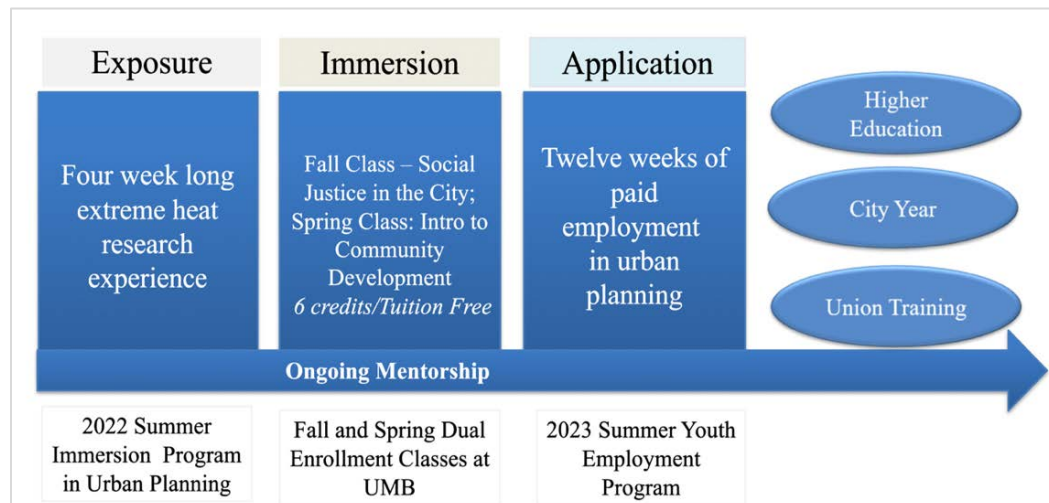 Exposure
Four week long
extreme heat
research
experience
Immersion
Fall Class – Social
Justice in the City;
Spring Class: Intro to
Community
Development
6 credits/Tuition Free
Application
Twelve weeks of
paid
employment
in urban
planning
Higher
Education
City Year
Union Training
Ongoing Mentorship
2022 Summer
Immersion Program
in Urban Planning
Fall and Spring Dual
Enrollment Classes at
UMB
2023 Summer Youth
Employment
Program